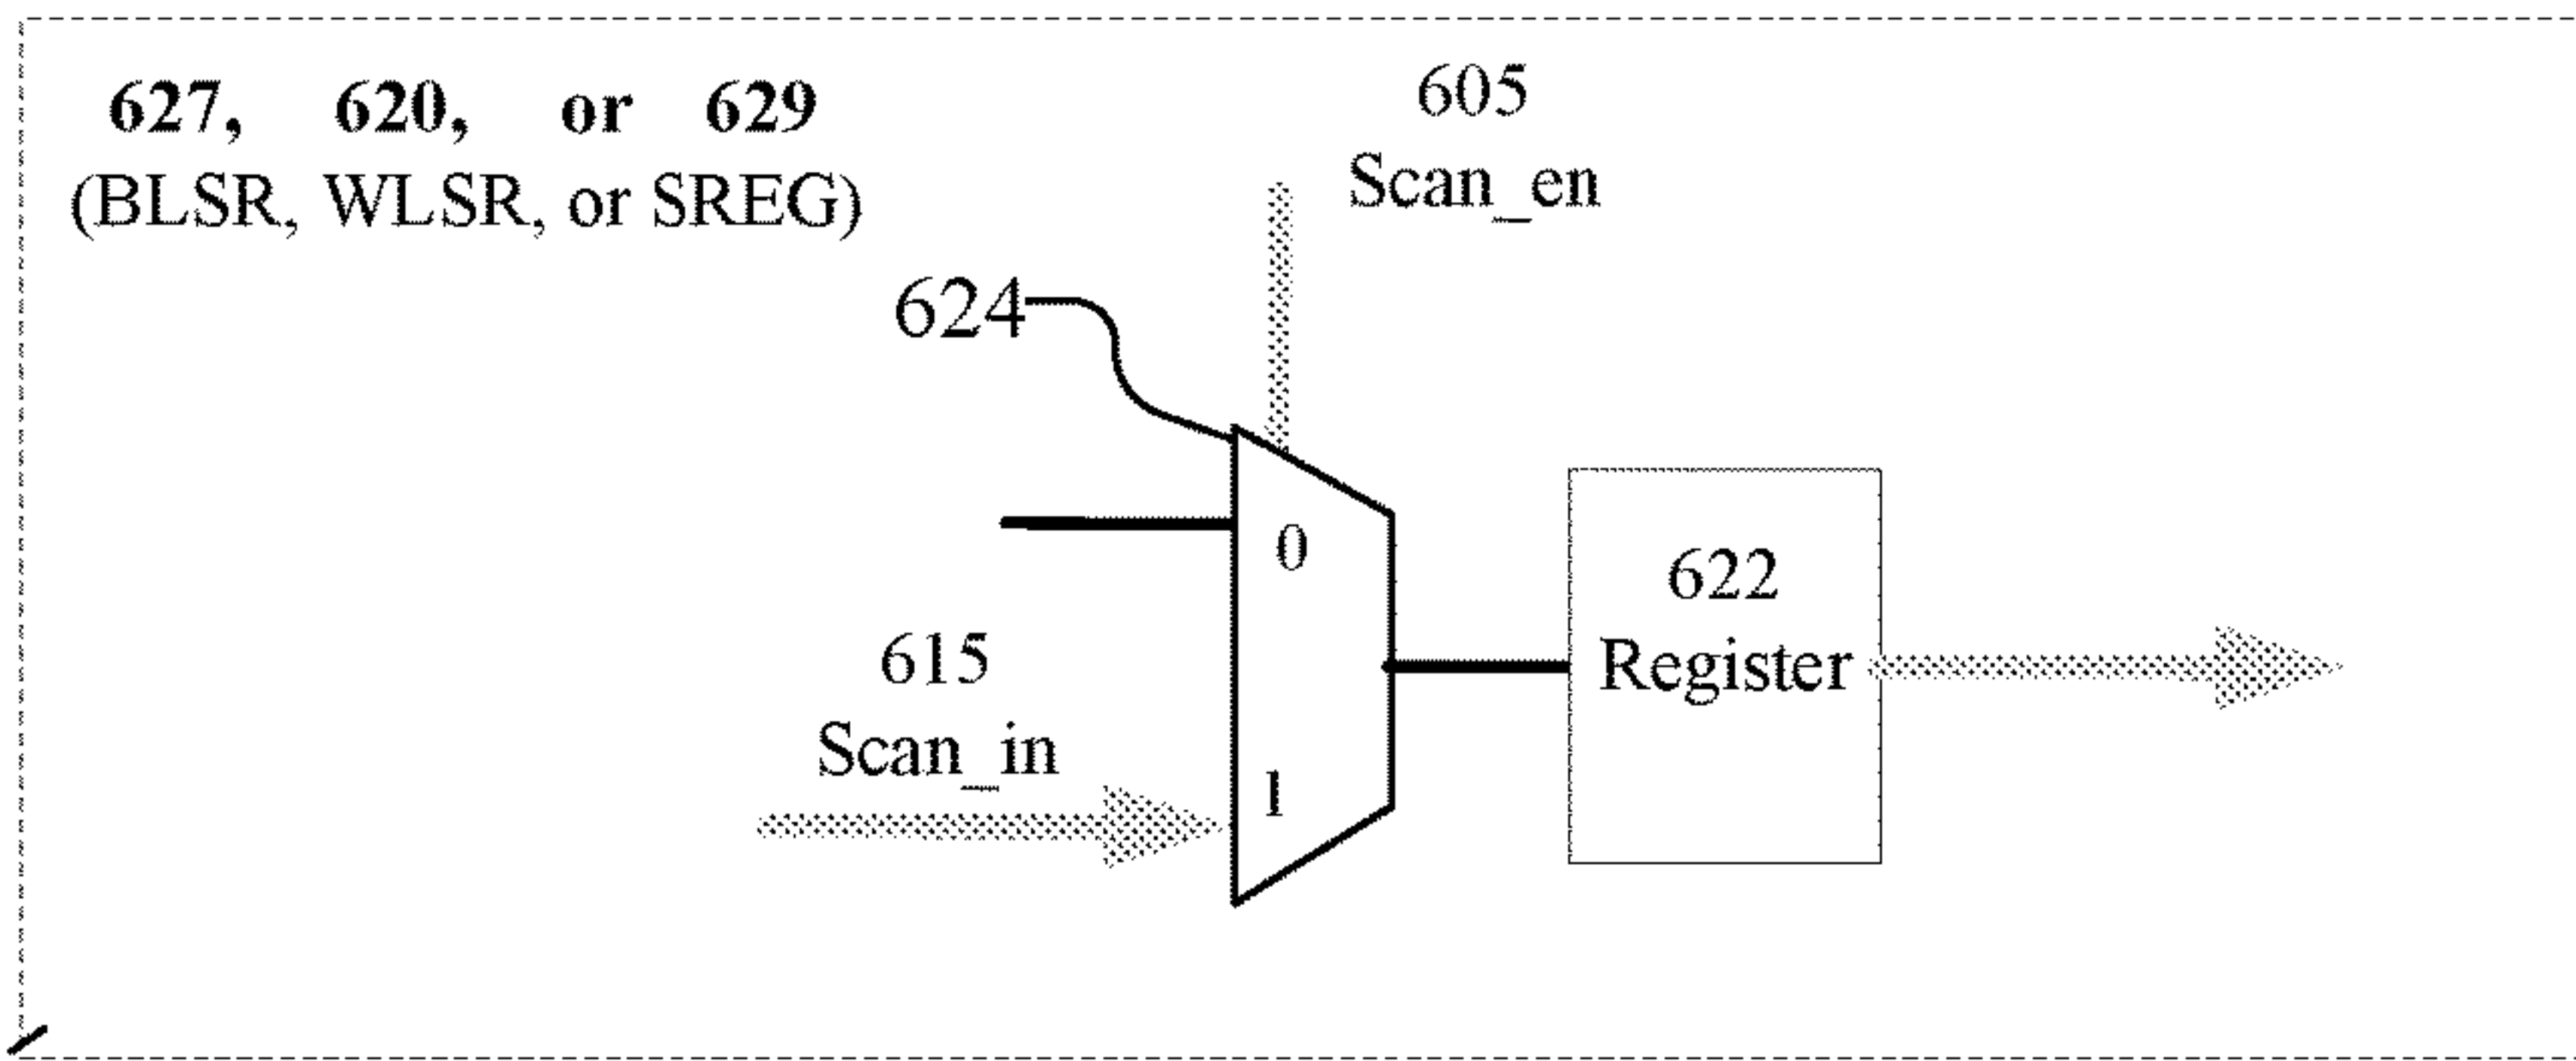 627, 620, or 629
(BLSR, WLSR, or SREG)
605
Scan_en
624
0
622
Register
615
Scan_in
1